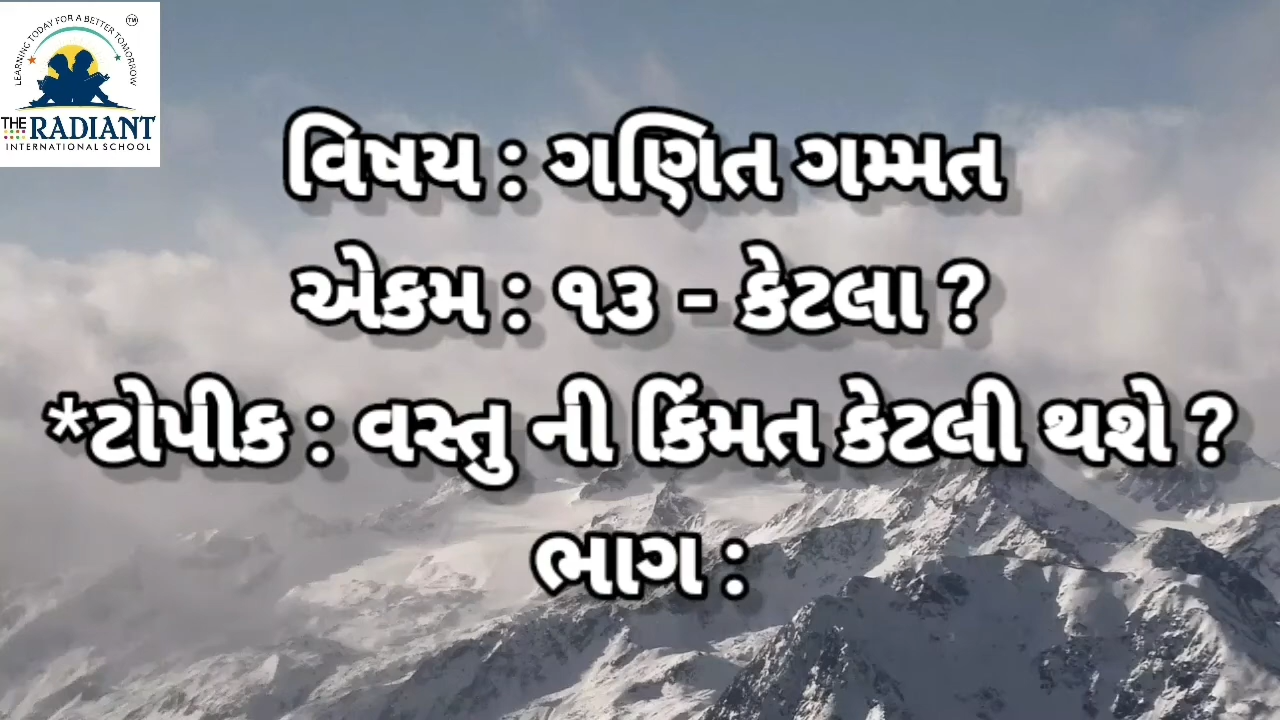 LEARNING TODAY FOR A BETTER TOMORROW
TM
THE RADIANT
INTERNATIONAL SCHOOL
વિષય : ગણિત ગમ્મત
એકમ : ૧૩ - કેટલા ?
*ટોપીક : વસ્તુ ની કિંમત કેટલી થશે ?
ભાગ :